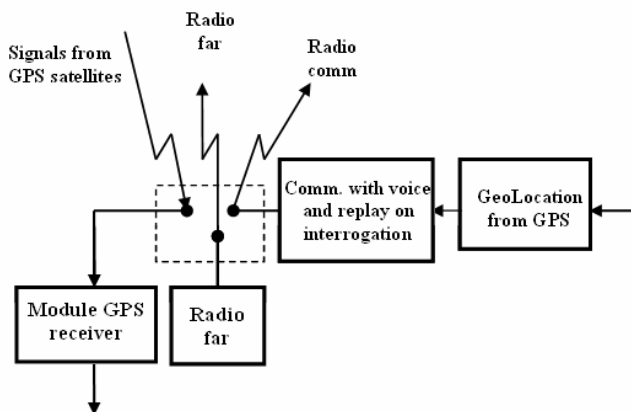 Radio
far
Signals from
GPS satellites
Radio
comm
Comm. with voice
and replay on
interrogation
GeoLocation
from GPS
Module GPS
receiver
Radio
far